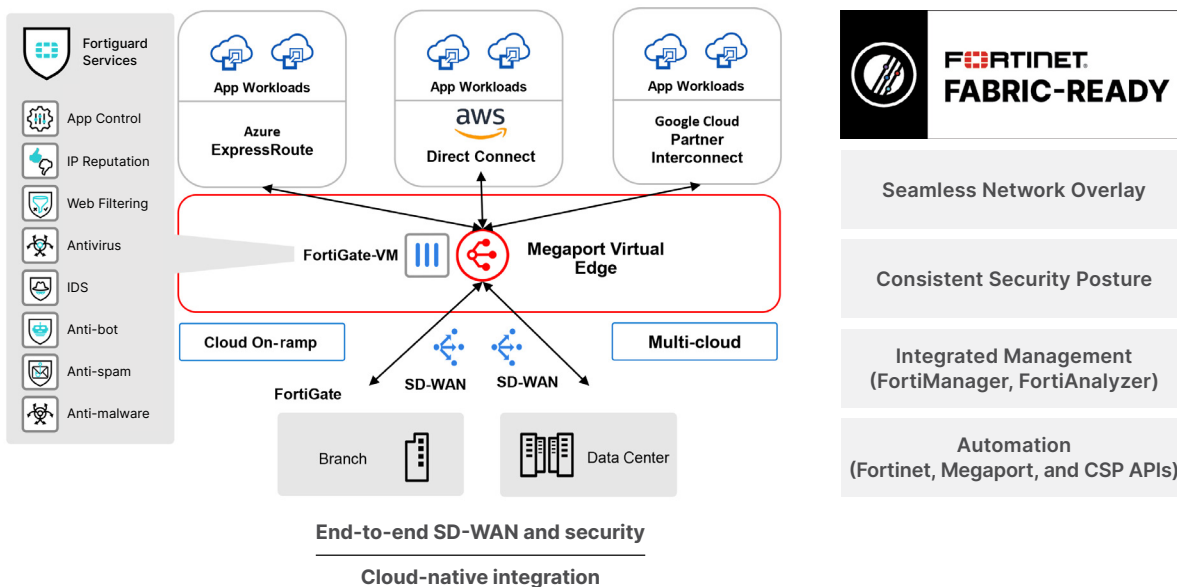 Fortiguard
Services
App Control
IP Reputation
Web Filtering
Antivirus
IDS
Anti-bot
Anti-spam
Anti-malware
App Workloads
Azure
ExpressRoute
App Workloads
aws
Direct Connect
App Workloads
Google Cloud
Partner
Interconnect
FortiGate-VM
Megaport Virtual
Edge
Cloud On-ramp
Multi-cloud
SD-WAN
SD-WAN
FortiGate
Branch
Data Center
End-to-end SD-WAN and security
Cloud-native integration
FORTINET.
FABRIC-READY
Seamless Network Overlay
Consistent Security Posture
Integrated Management
(FortiManager, FortiAnalyzer)
Automation
(Fortinet, Megaport, and CSP APIs)